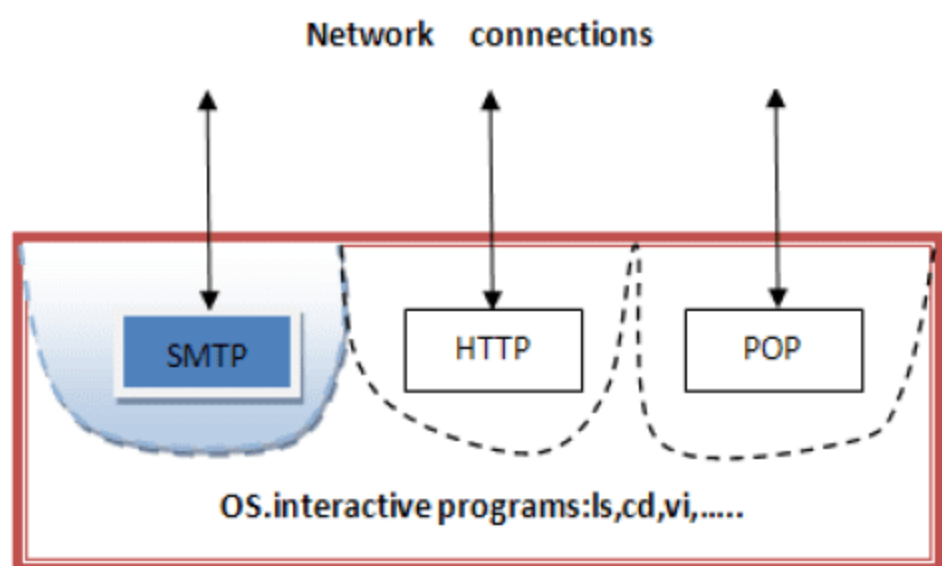 Network connections
SMTP
HTTP
POP
OS.interactive programs:ls,cd,vi,.....